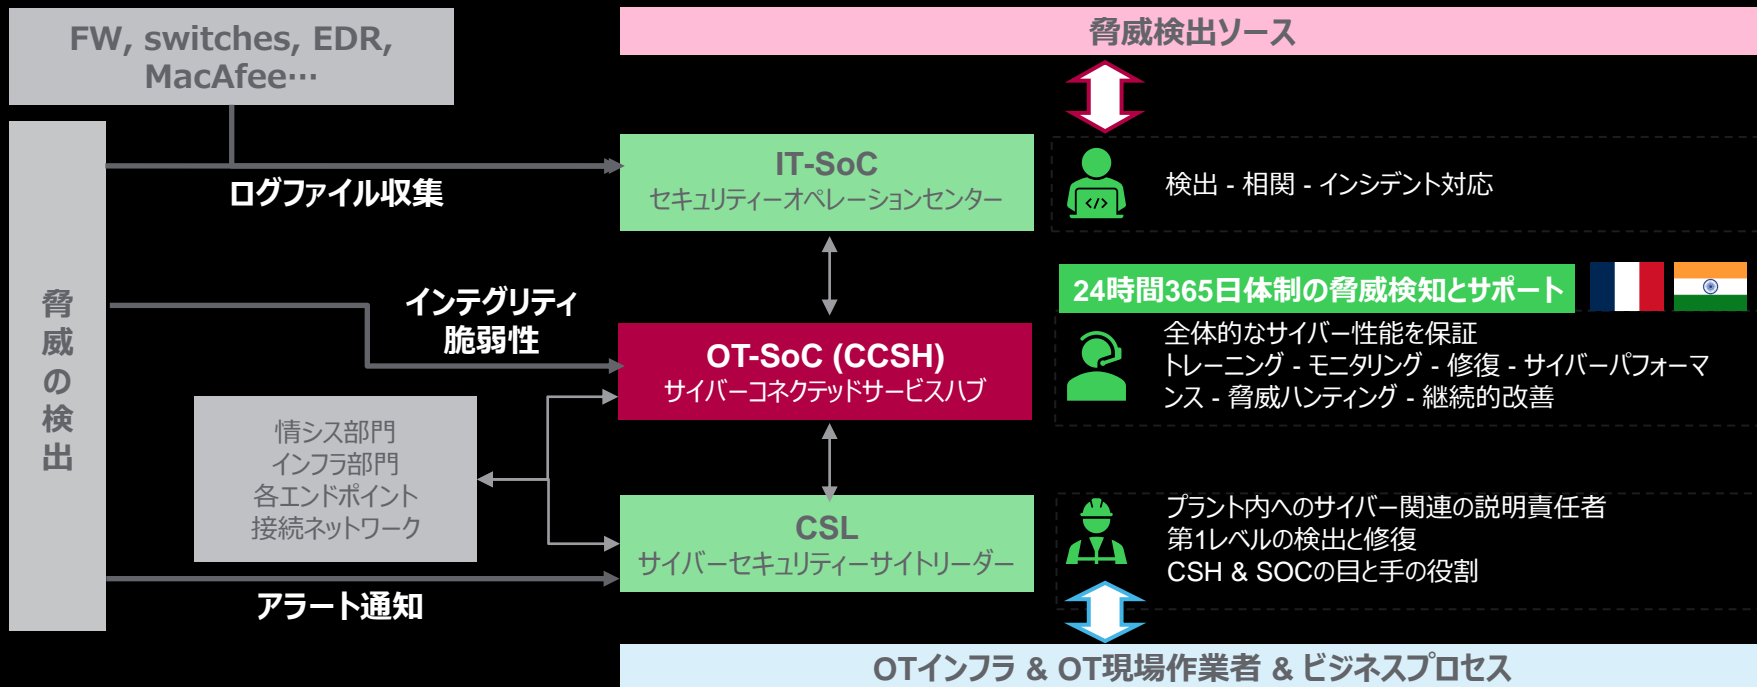 FW, switches, EDR,
MacAfee…
脅威検出ソース
脅威の検出
ログファイル収集
IT-SoC
セキュリティーオペレーションセンター
</>
検出 - 相関 - インシデント対応
インテグリティ
脆弱性
24時間365日体制の脅威検知とサポート
OT-SoC (CCSH)
サイバーコネクテッドサービスハブ
全体的なサイバー性能を保証
トレーニング - モニタリング - 修復 - サイバーパフォーマ
ンス - 脅威ハンティング - 継続的改善
情シス部門
インフラ部門
各エンドポイント
接続ネットワーク
CSL
サイバーセキュリティーサイトリーダー
プラント内へのサイバー関連の説明責任者
第1レベルの検出と修復
CSH & SOCの目と手の役割
アラート通知
OTインフラ & OT現場作業者 & ビジネスプロセス